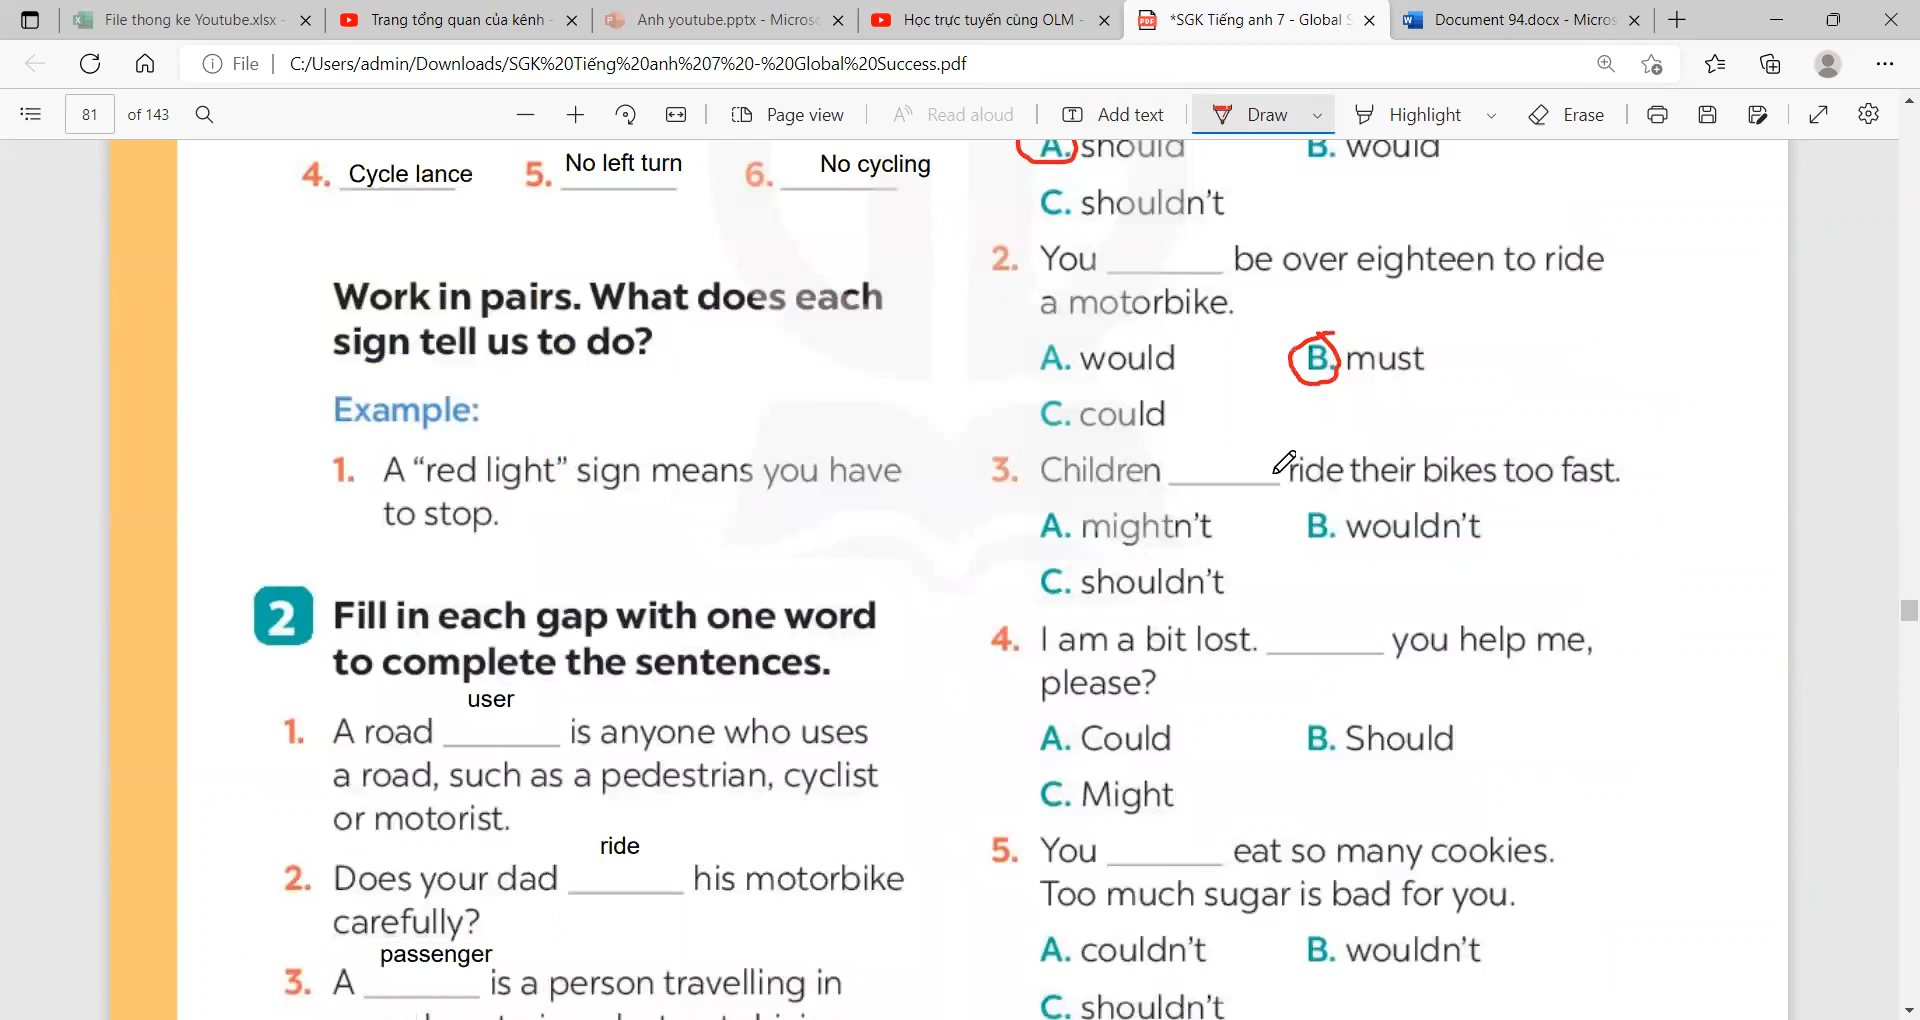 File thong ke Youtube.xlsx -
Trang tổng quan của kênh -
Anh youtube.pptx - Microso
Học trực tuyến cùng OLM -
*SGK Tiếng anh 7 - Global S
Document 94.docx - Micros
File
C:/Users/admin/Downloads/SGK%20Tiếng%20anh%207%20-%20Global%20Success.pdf
81 of 143
Page view
Read aloud
Add text
Draw
Highlight
Erase
4. Cycle lance 5. No left turn 6. No cycling
Work in pairs. What does each
sign tell us to do?
Example:
1. A “red light” sign means you have
to stop.
2 Fill in each gap with one word
to complete the sentences.
user
1. A road ________ is anyone who uses
a road, such as a pedestrian, cyclist
or motorist.
ride
2. Does your dad ________ his motorbike
carefully?
passenger
3. A ________ is a person travelling in
A. should B. would
C. shouldn’t
2. You ________ be over eighteen to ride
a motorbike.
A. would B. must
C. could
3. Children ________ ride their bikes too fast.
A. mightn’t B. wouldn’t
C. shouldn’t
4. I am a bit lost. ________ you help me,
please?
A. Could B. Should
C. Might
5. You ________ eat so many cookies.
Too much sugar is bad for you.
A. couldn’t B. wouldn’t
C. shouldn’t